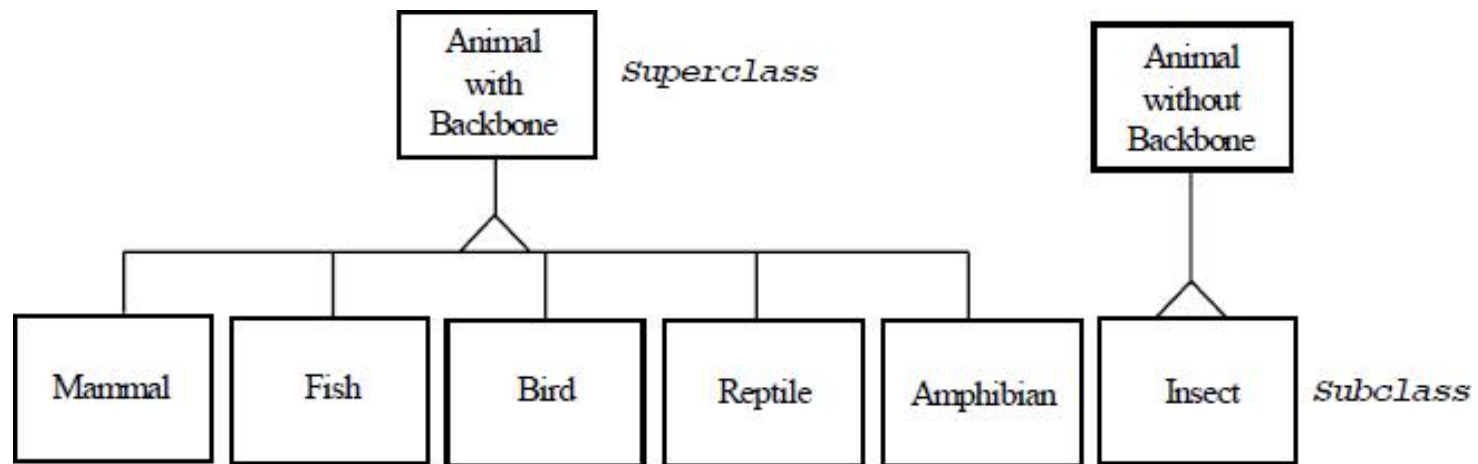 Animal
with
Backbone
Superclass
Animal
without
Backbone
Mammal
Fish
Bird
Reptile
Amphibian
Insect
Subclass